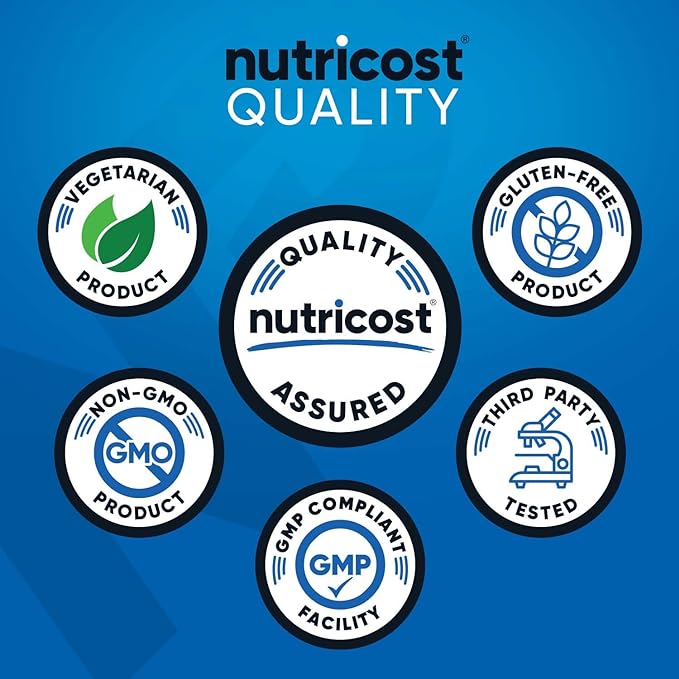 nutricost®
QUALITY
VEGETARIAN
PRODUCT
GLUTEN-FREE
PRODUCT
QUALITY
nutricost®
ASSURED
NON-GMO
GMO
PRODUCT
THIRD PARTY
TESTED
GMP COMPLIANT
GMP
FACILITY